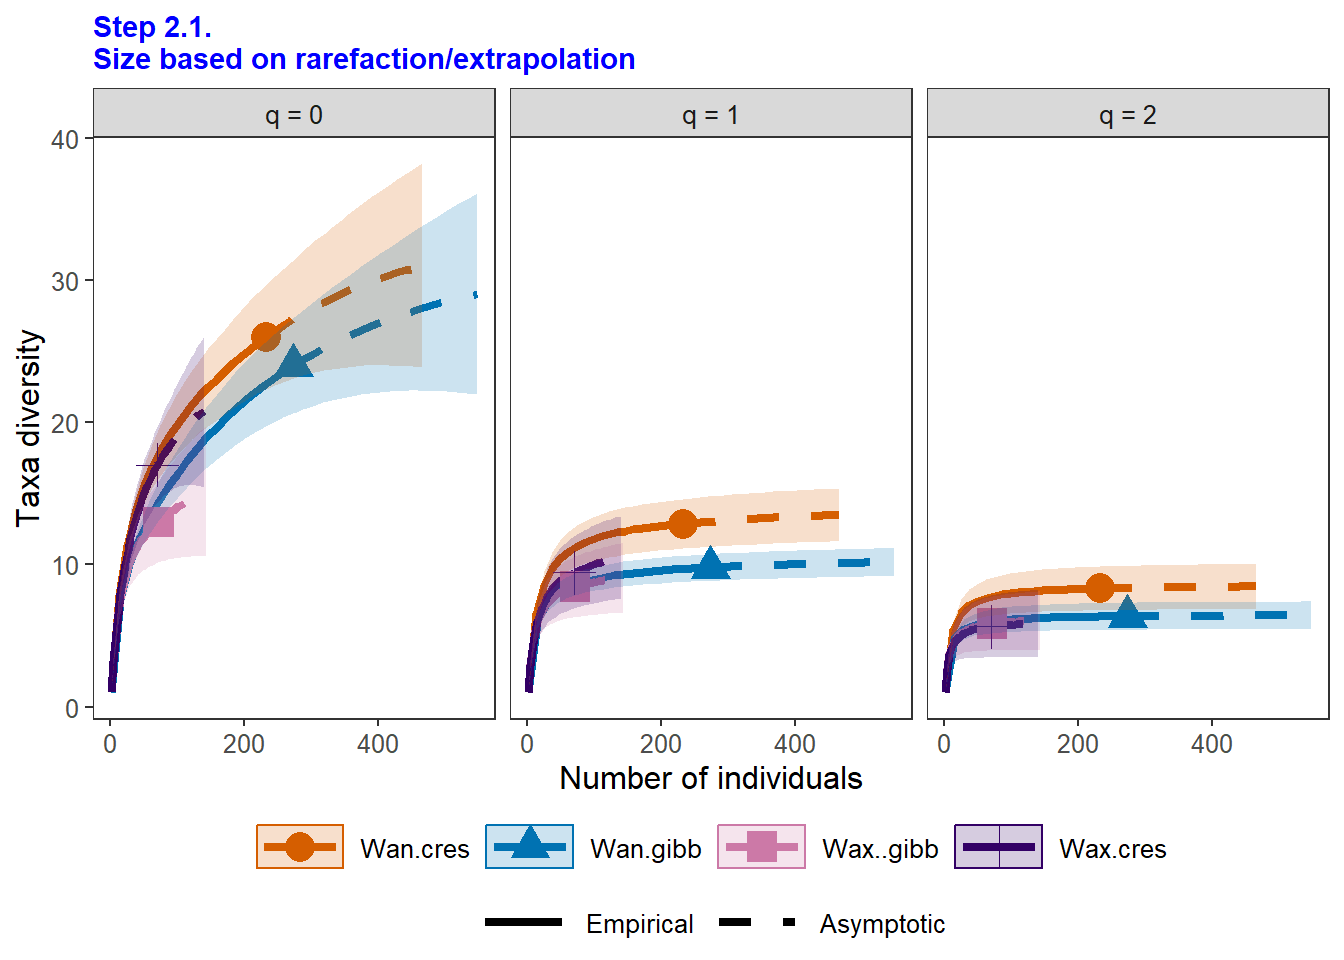 Step 2.1.
Size based on rarefaction/extrapolation
q = 0
q = 1
q = 2
40
30
20
10
0
Taxa diversity
0 200 400
0 200 400
0 200 400
Number of individuals
Wan.cres Wan.gibb Wax..gibb Wax.cres
Empirical Asymptotic